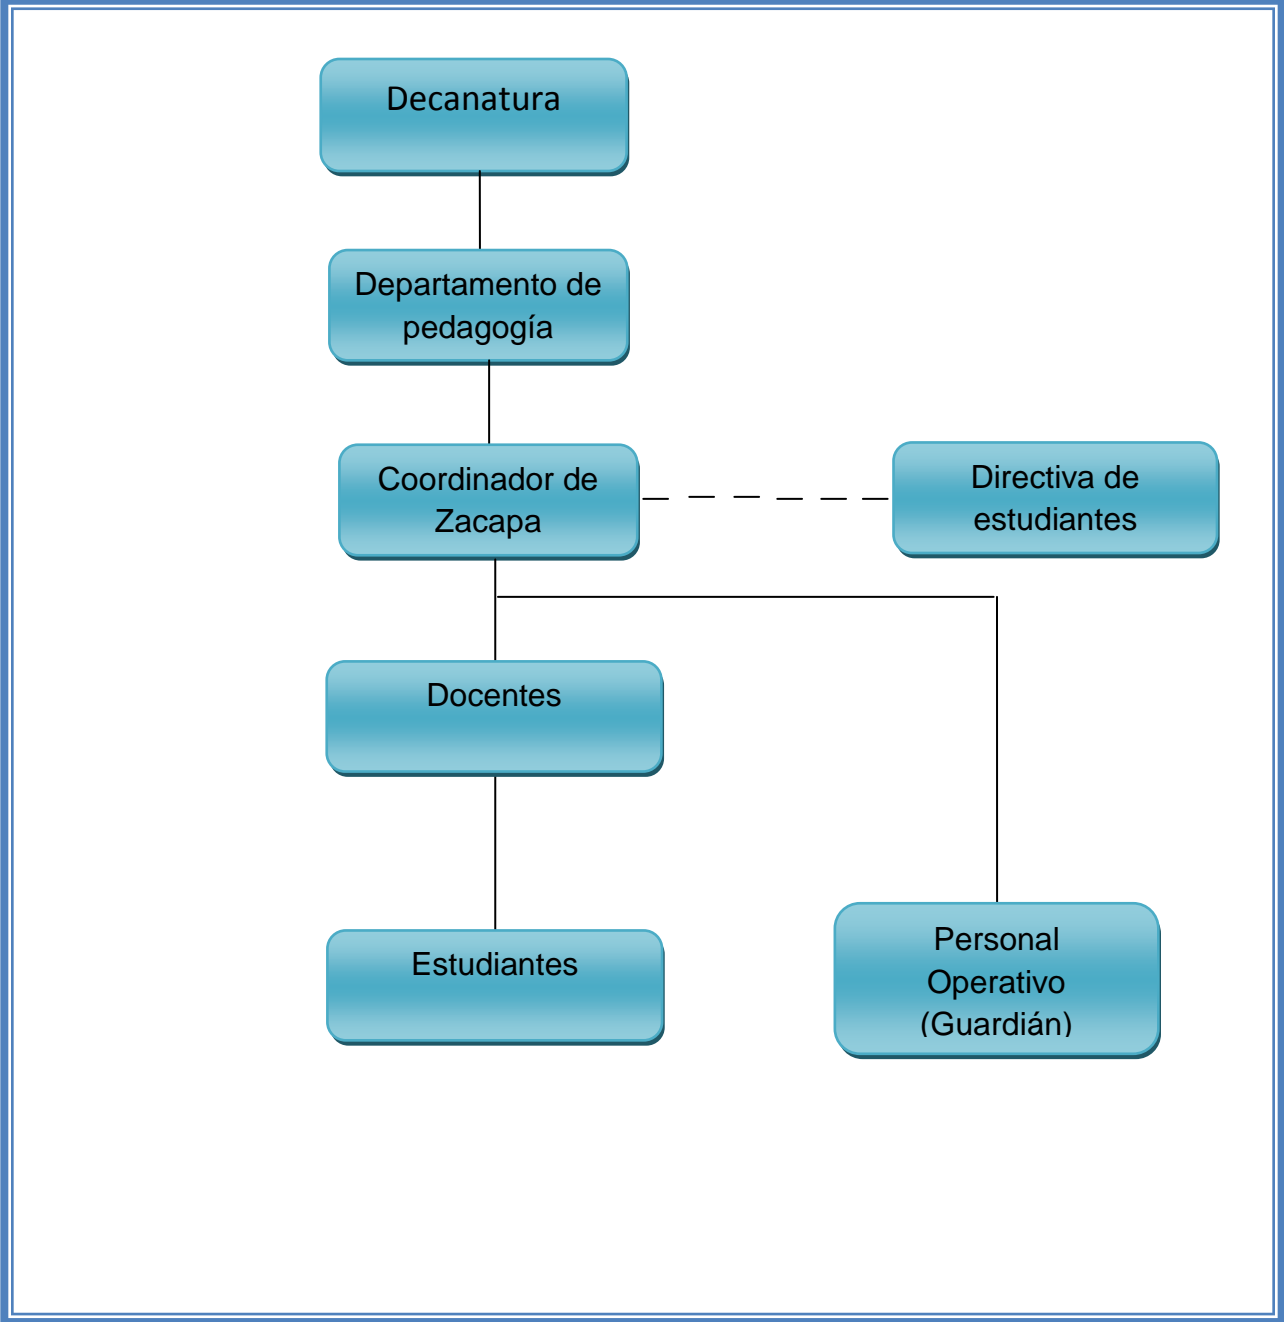 Decanatura
Departamento de
pedagogía
Coordinador de
Zacapa
Directiva de
estudiantes
Docentes
Estudiantes
Personal
Operativo
(Guardián)